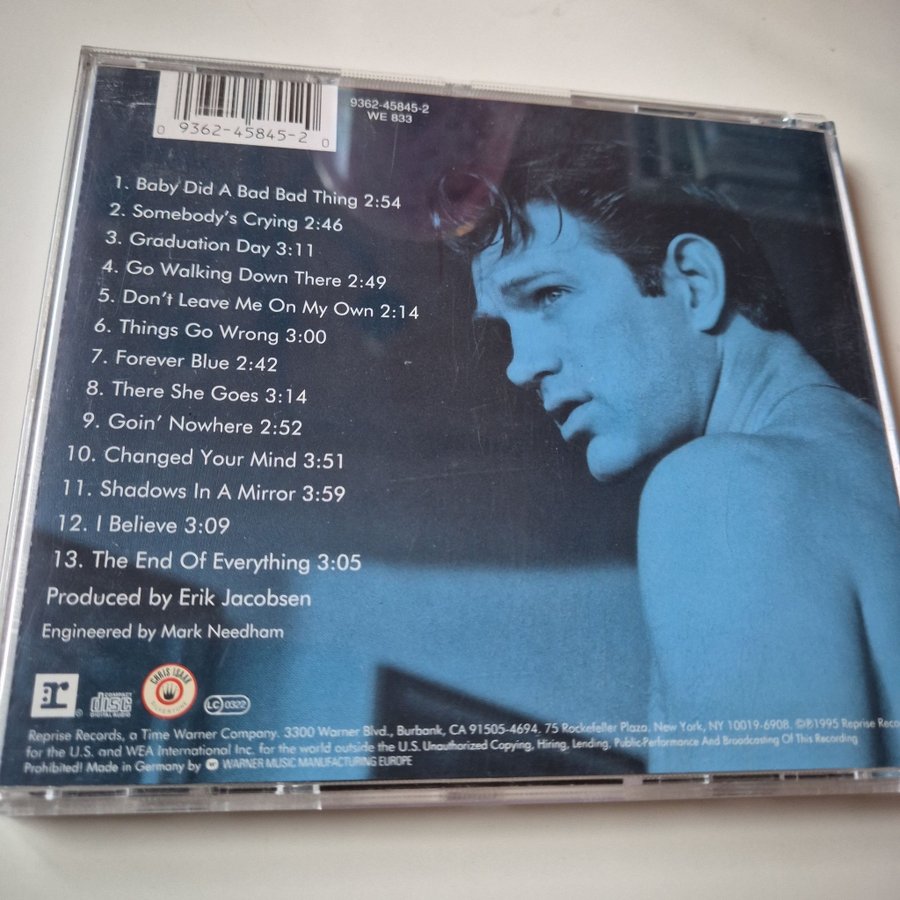 9362-45845-2
WE 833
0 9362-45845-2 0
1. Baby Did A Bad Bad Thing 2:54
2. Somebody's Crying 2:46
3. Graduation Day 3:11
4. Go Walking Down There 2:49
5. Don't Leave Me On My Own 2:14
6. Things Go Wrong 3:00
7. Forever Blue 2:42
8. There She Goes 3:14
9. Goin' Nowhere 2:52
10. Changed Your Mind 3:51
11. Shadows In A Mirror 3:59
12. I Believe 3:09
13. The End Of Everything 3:05
Produced by Erik Jacobsen
Engineered by Mark Needham
r
COMPACT
disc
DIGITAL AUDIO
CHRIS ISAAK
SILVERTONE
LC 0322
Reprise Records, a Time Warner Company. 3300 Warner Blvd., Burbank, CA 91505-4694. 75 Rockefeller Plaza, New York, NY 10019-6908. ©℗1995 Reprise
for the U.S. and WEA International Inc. for the world outside the U.S. Unauthorized Copying, Hiring, Lending, Public Performance And Broadcasting Of This Recording
Prohibited! Made in Germany by WARNER MUSIC MANUFACTURING EUROPE